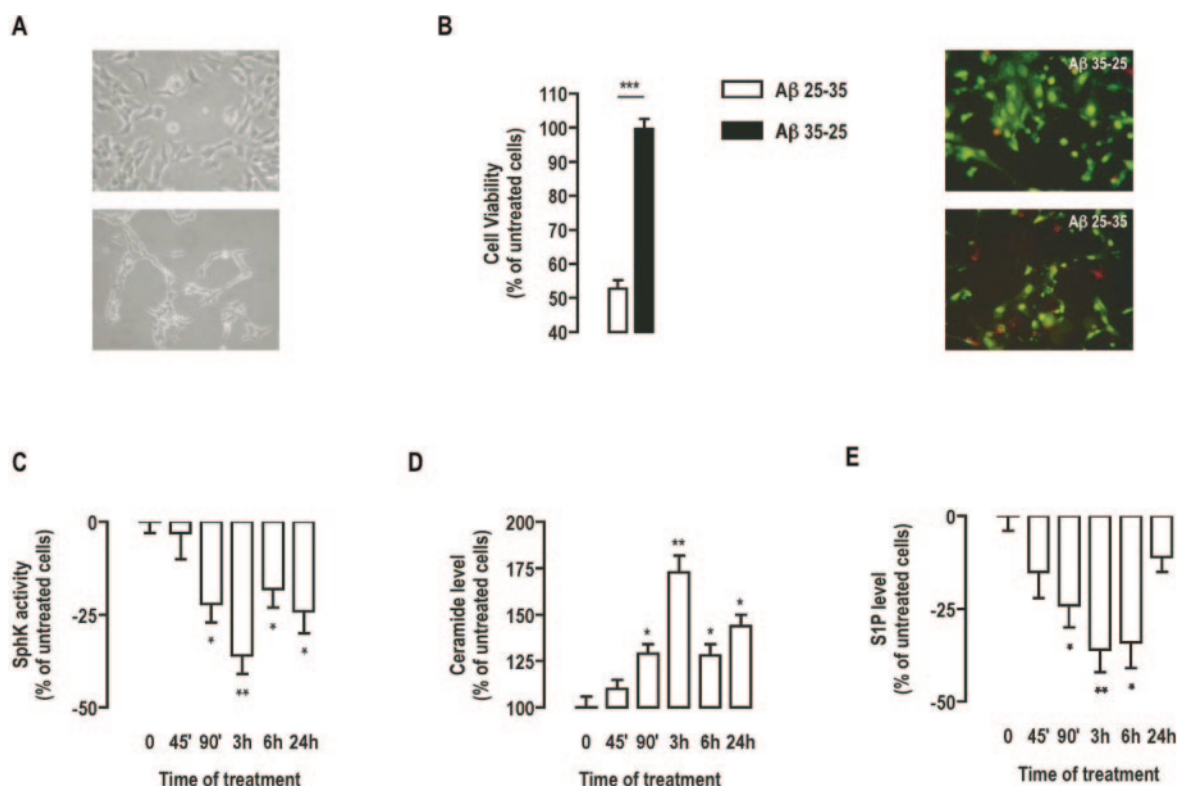 A
B
***
110
100
90
80
70
60
50
40
Cell Viability
(% of untreated cells)
Aβ 25-35
Aβ 35-25
Aβ 35-25
Aβ 25-35
C
0
-25
-50
SphK activity
(% of untreated cells)
* ** * *
0 45' 90' 3h 6h 24h
Time of treatment
D
200
175
150
125
100
Ceramide level
(% of untreated cells)
* ** * *
0 45' 90' 3h 6h 24h
Time of treatment
E
0
-25
-50
S1P level
(% of untreated cells)
* ** *
0 45' 90' 3h 6h 24h
Time of treatment